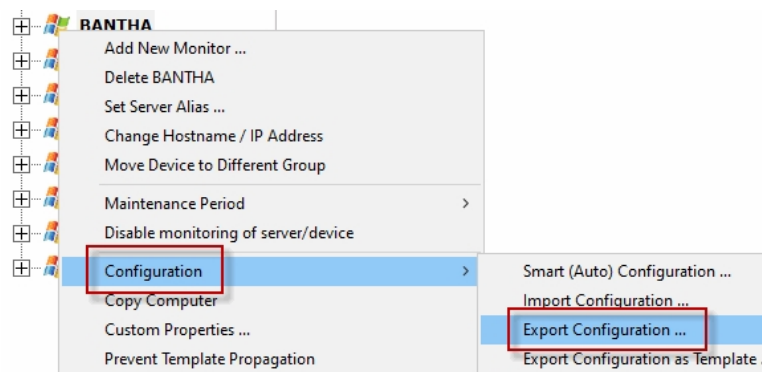 BANTHA
Add New Monitor ...
Delete BANTHA
Set Server Alias ...
Change Hostname / IP Address
Move Device to Different Group
Maintenance Period
Disable monitoring of server/device
Configuration
Copy Computer
Custom Properties ...
Prevent Template Propagation
Smart (Auto) Configuration ...
Import Configuration ...
Export Configuration ...
Export Configuration as Template .